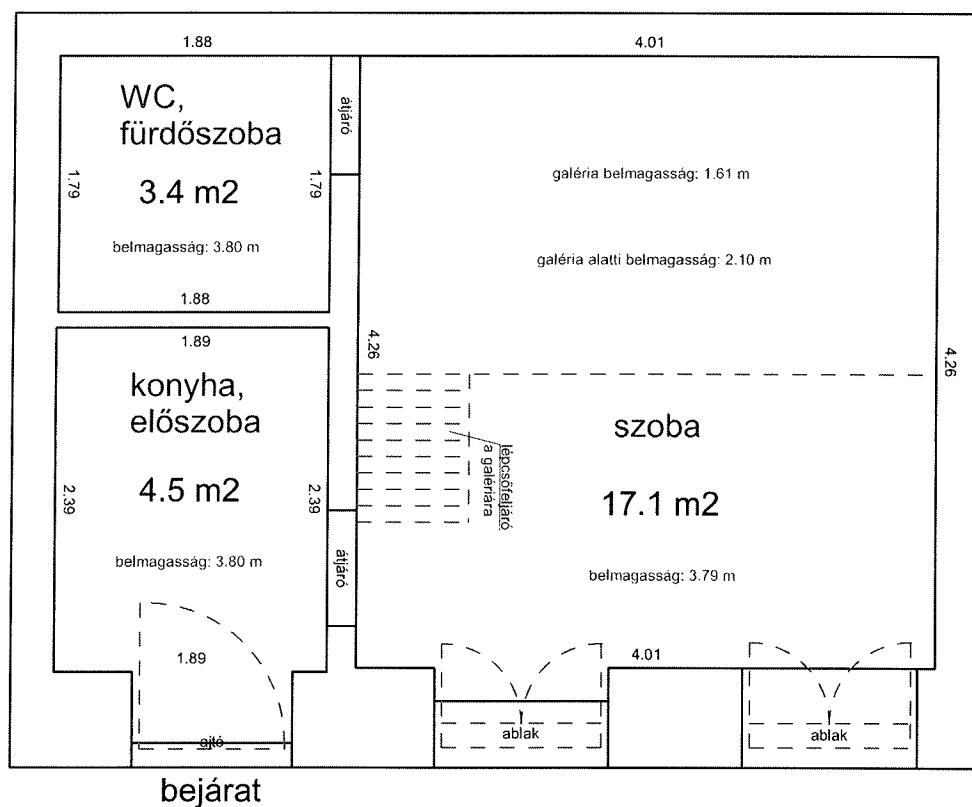 1.88
4.01
WC,
fürdőszoba
átjáró
1.79
1.79
3.4 m2
galéria belmagasság: 1.61 m
belmagasság: 3.80 m
galéria alatti belmagasság: 2.10 m
1.88
1.89
4.26
4.26
konyha,
előszoba
szoba
lépcsőfeljáró
a galériára
2.39
4.5 m2
2.39
17.1 m2
belmagasság: 3.80 m
átjáró
belmagasság: 3.79 m
1.89
4.01
ajtó
ablak
ablak
bejárat